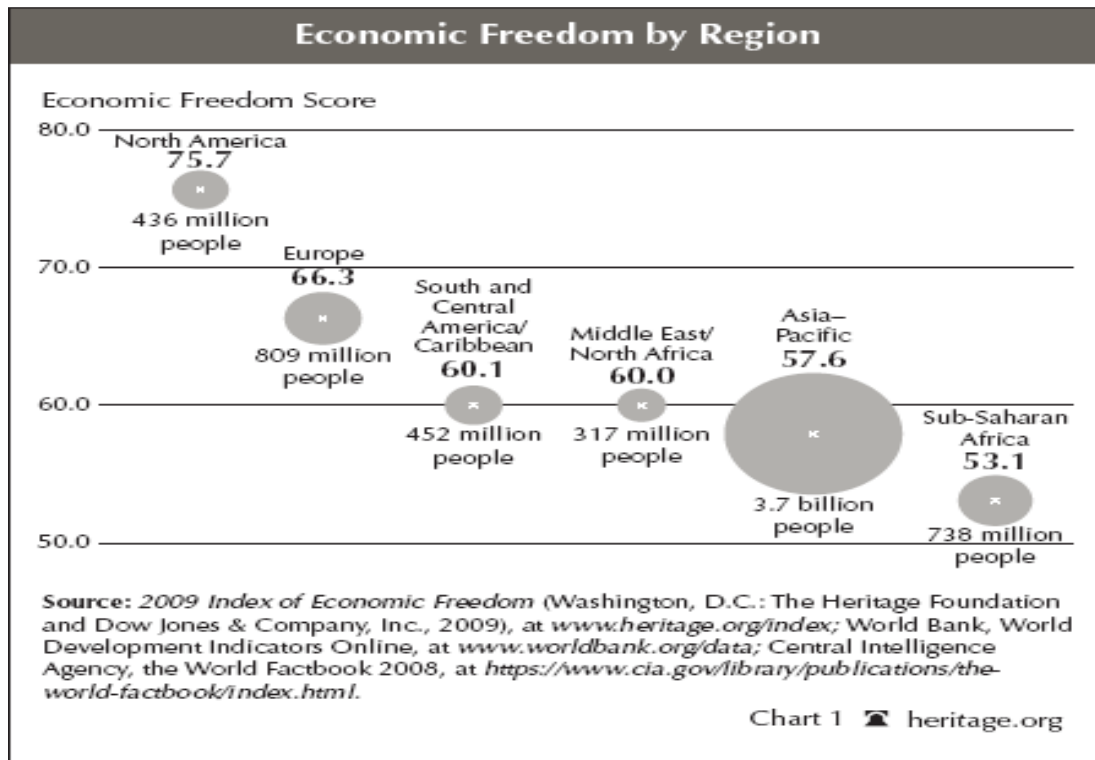 Economic Freedom by Region
Economic Freedom Score
80.0
North America
75.7
436 million
people
70.0
Europe
66.3
809 million
people
South and
Central
America/
Caribbean
60.1
452 million
people
Middle East/
North Africa
60.0
317 million
people
Asia–
Pacific
57.6
3.7 billion
people
60.0
Sub-Saharan
Africa
53.1
738 million
people
50.0
Source: 2009 Index of Economic Freedom (Washington, D.C.: The Heritage Foundation
and Dow Jones & Company, Inc., 2009), at www.heritage.org/index; World Bank, World
Development Indicators Online, at www.worldbank.org/data; Central Intelligence
Agency, the World Factbook 2008, at https://www.cia.gov/library/publications/the-
world-factbook/index.html.
Chart 1 heritage.org